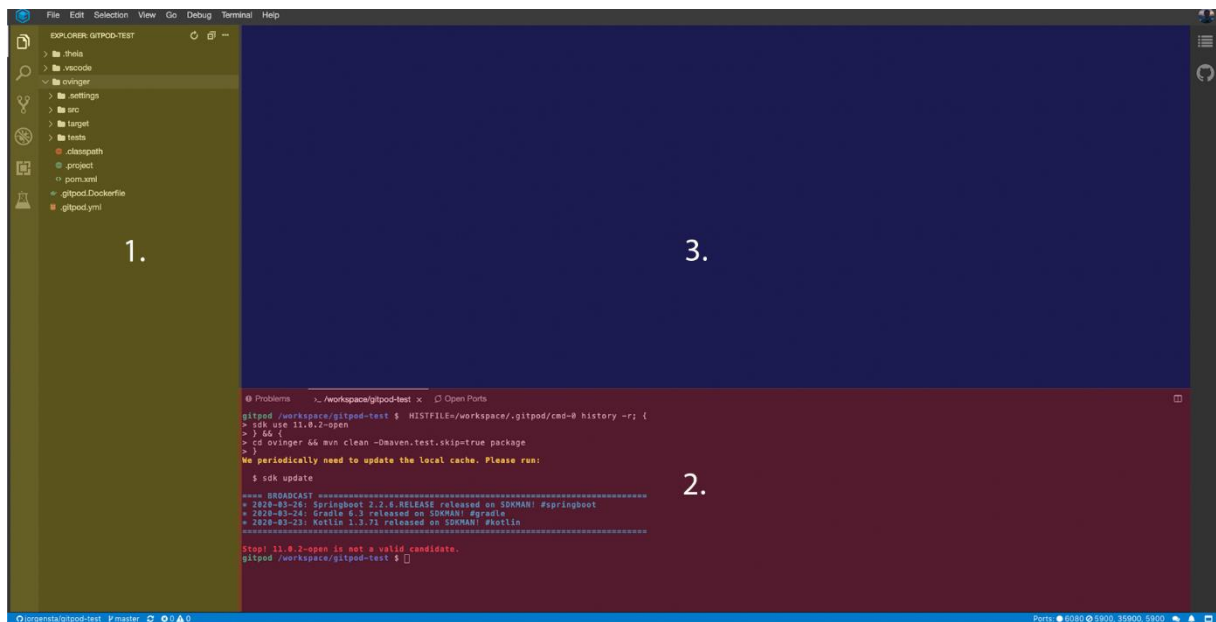 File Edit Selection View Go Debug Terminal Help
EXPLORER: GITPOD-TEST
.theia
.vscode
ovinger
.settings
src
target
tests
.classpath
.project
pom.xml
.gitpod.Dockerfile
.gitpod.yml
1.
3.
Problems >_ /workspace/gitpod-test × Open Ports
gitpod /workspace/gitpod-test $ HISTFILE=/workspace/.gitpod/cmd-0 history -r; {
> sdk use 11.0.2-open
> } && {
> cd ovinger && mvn clean -Dmaven.test.skip=true package
> }
We periodically need to update the local cache. Please run:
$ sdk update
==== BROADCAST =================================================================
* 2020-03-26: Springboot 2.2.6.RELEASE released on SDKMAN! #springboot
* 2020-03-24: Gradle 6.3 released on SDKMAN! #gradle
* 2020-03-23: Kotlin 1.3.71 released on SDKMAN! #kotlin
================================================================================
Stop! 11.0.2-open is not a valid candidate.
gitpod /workspace/gitpod-test $
2.
jorgensta/gitpod-test master 0 0 Ports: 6080 5900, 35900, 5900